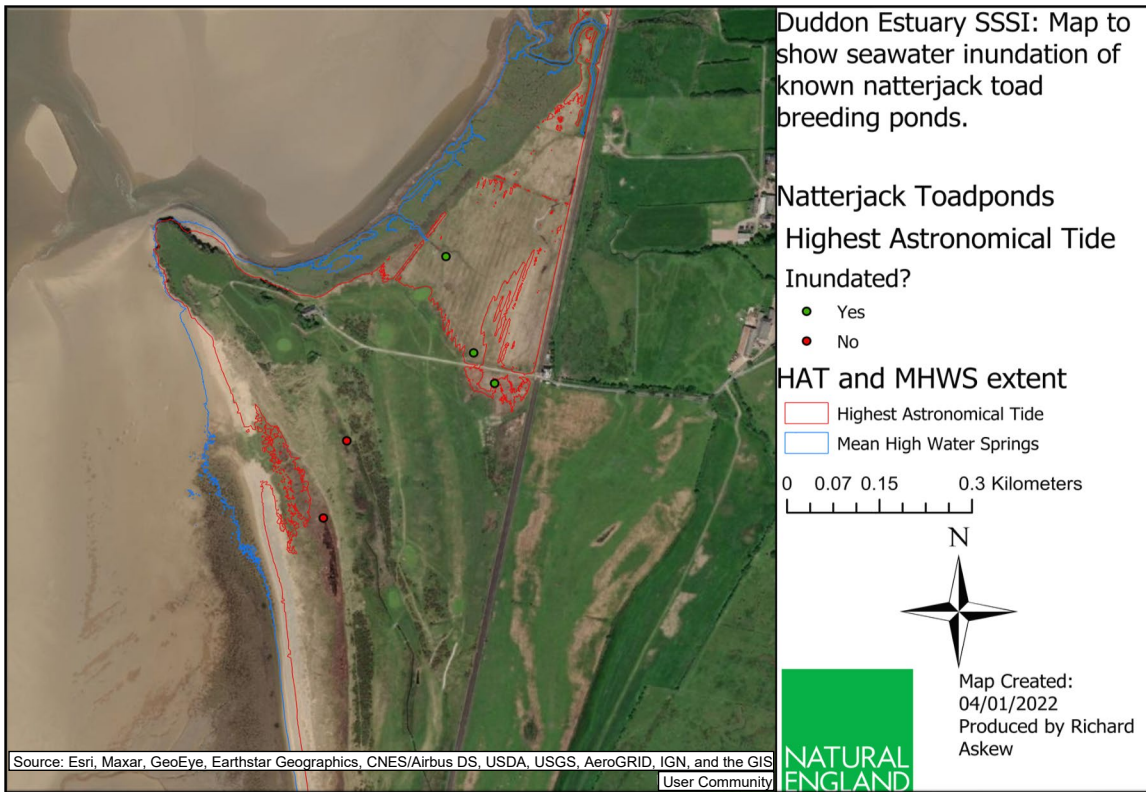 Duddon Estuary SSSI: Map to
show seawater inundation of
known natterjack toad
breeding ponds.
Natterjack Toadponds
Highest Astronomical Tide
Inundated?
Yes
No
HAT and MHWS extent
Highest Astronomical Tide
Mean High Water Springs
0 0.07 0.15 0.3 Kilometers
N
Map Created:
04/01/2022
Produced by Richard
Askew
NATURAL
ENGLAND
Source: Esri, Maxar, GeoEye, Earthstar Geographics, CNES/Airbus DS, USDA, USGS, AeroGRID, IGN, and the GIS
User Community